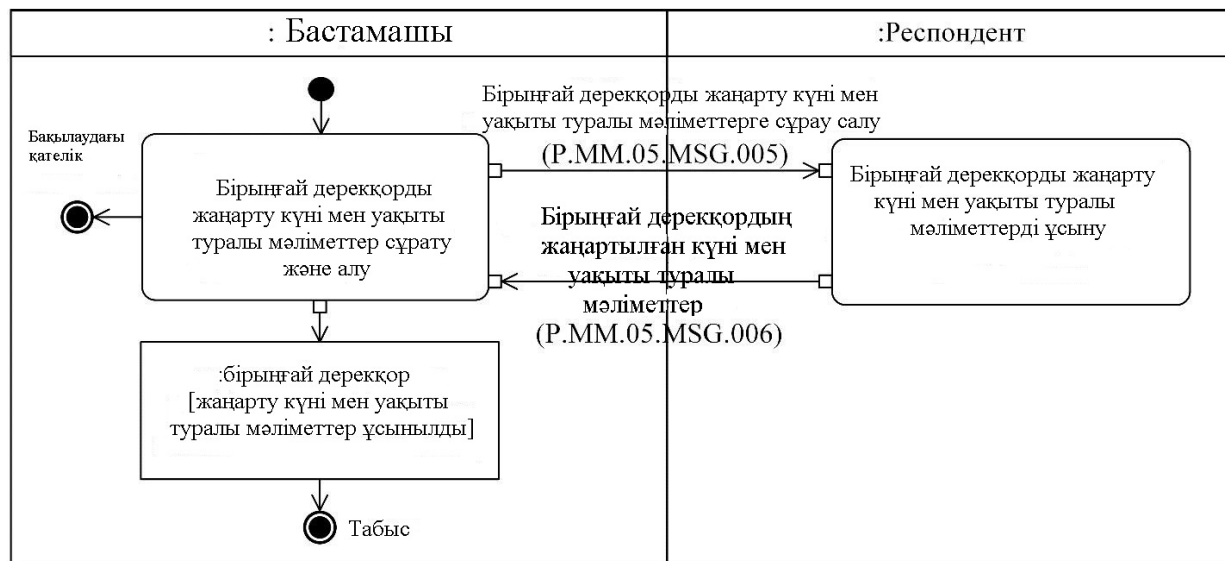 : Бастамашы
:Респондент
Бірыңғай дерекқорды жаңарту күні мен
уақыты туралы мәліметтерге сұрау салу
(P.MM.05.MSG.005)
Бақылаудағы
қателік
Бірыңғай дерекқорды
жаңарту күні мен уақыты
туралы мәліметтер сұрату
және алу
Бірыңғай дерекқорды жаңарту
күні мен уақыты туралы
мәліметтерді ұсыну
Бірыңғай дерекқордың
жаңартылған күні мен
уақыты туралы
мәліметтер
(P.MM.05.MSG.006)
:бірыңғай дерекқор
[жаңарту күні мен уақыты
туралы мәліметтер ұсынылды]
Табыс